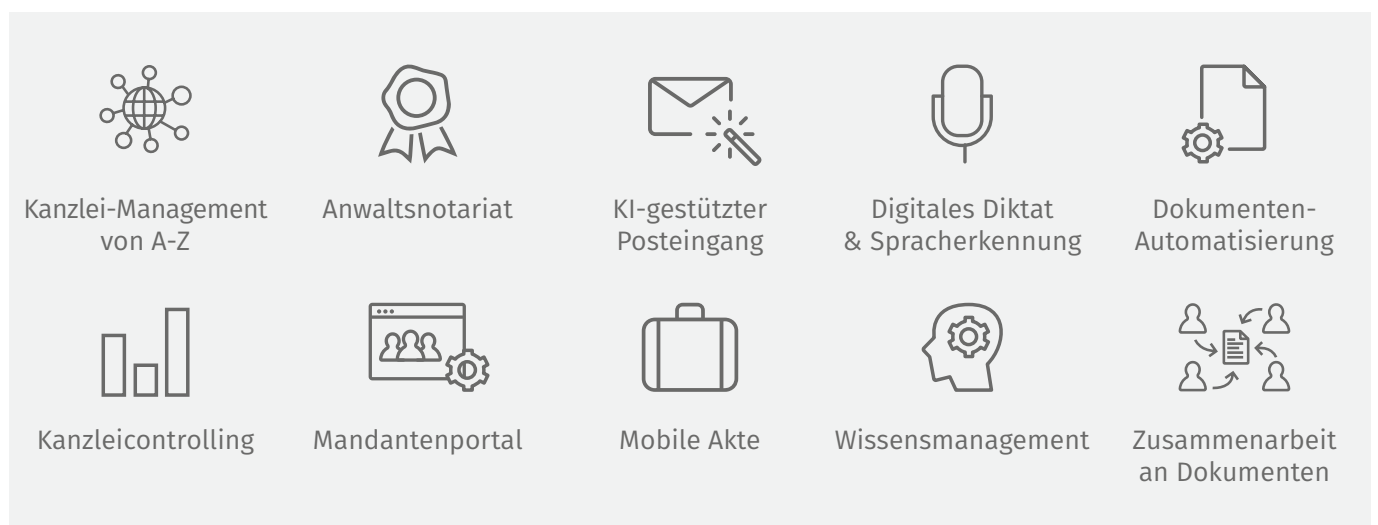 Kanzlei-Management
von A-Z
Anwaltsnotariat
KI-gestützter
Posteingang
Digitales Diktat
& Spracherkennung
Dokumenten-
Automatisierung
Kanzleicontrolling
Mandantenportal
Mobile Akte
Wissensmanagement
Zusammenarbeit
an Dokumenten